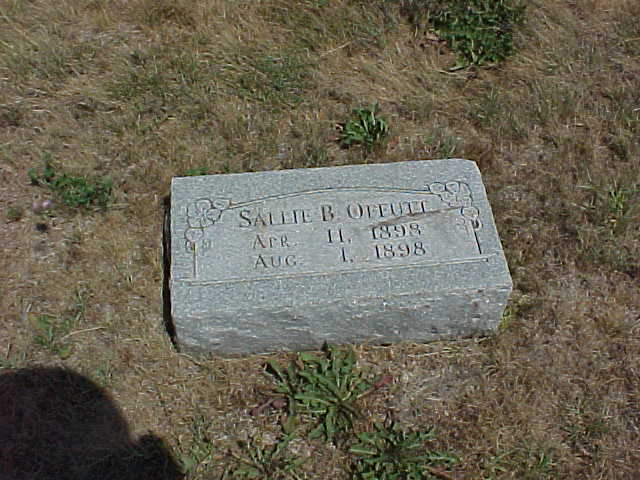 SALLIE B. OFFUTT
APR. 11, 1898
AUG. 1, 1898